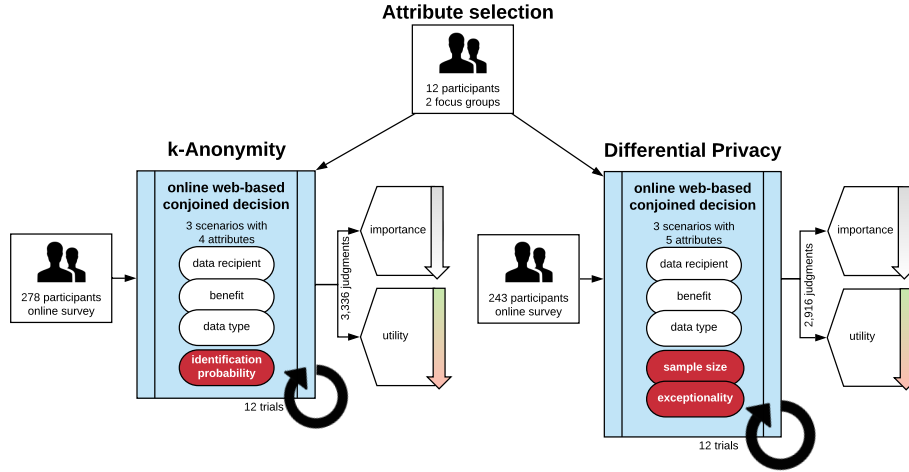 Attribute selection
12 participants
2 focus groups
k-Anonymity
online web-based
conjoined decision
3 scenarios with
4 attributes
data recipient
benefit
data type
identification
probability
12 trials
278 participants
online survey
3,336 judgments
importance
utility
Differential Privacy
online web-based
conjoined decision
3 scenarios with
5 attributes
data recipient
benefit
data type
sample size
exceptionality
12 trials
243 participants
online survey
2,916 judgments
importance
utility